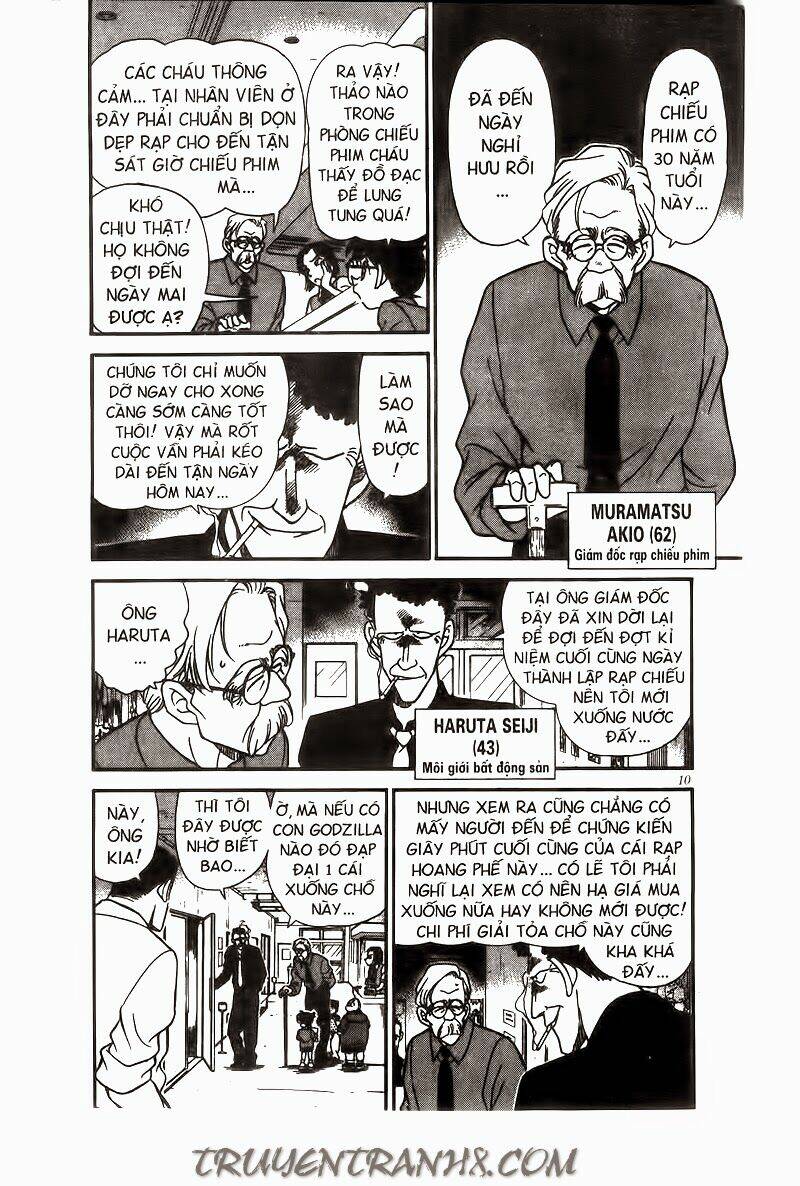 RẠP
CHIẾU
PHIM CÓ
30 NĂM
TUỔI
NÀY...
ĐÃ ĐẾN
NGÀY
NGHỈ
HƯU RỒI
...
MURAMATSU
AKIO (62)
Giám đốc rạp chiếu phim
RA VẬY!
THẢO NÀO
TRONG
PHÒNG CHIẾU
PHIM CHÁU
THẤY ĐỒ ĐẠC
ĐỂ LUNG
TUNG QUÁ!
CÁC CHÁU THÔNG
CẢM... TẠI NHÂN VIÊN Ở
ĐÂY PHẢI CHUẨN BỊ DỌN
DẸP RẠP CHO ĐẾN TẬN
SÁT GIỜ CHIẾU PHIM
MÀ...
KHÓ
CHỊU THẬT!
HỌ KHÔNG
ĐỢI ĐẾN
NGÀY MAI
ĐƯỢC Ạ?
LÀM
SAO
MÀ
ĐƯỢC
!
CHÚNG TÔI CHỈ MUỐN
DỠ NGAY CHO XONG
CÀNG SỚM CÀNG TỐT
THÔI! VẬY MÀ RỐT
CUỘC VẪN PHẢI KÉO
DÀI ĐẾN TẬN NGÀY
HÔM NAY...
TẠI ÔNG GIÁM ĐỐC
ĐÂY ĐÃ XIN DỜI LẠI
ĐỂ ĐỢI ĐẾN ĐỢT KỈ
NIỆM CUỐI CÙNG NGÀY
THÀNH LẬP RẠP CHIẾU
NÊN TÔI MỚI
XUỐNG NƯỚC
ĐẤY...
HARUTA SEIJI
(43)
Môi giới bất động sản
ÔNG
HARUTA
...
10
NHƯNG XEM RA CŨNG CHẲNG CÓ
MẤY NGƯỜI ĐẾN ĐỂ CHỨNG KIẾN
GIÂY PHÚT CUỐI CÙNG CỦA CÁI RẠP
HOANG PHẾ NÀY... CÓ LẼ TÔI PHẢI
NGHĨ LẠI XEM CÓ NÊN HẠ GIÁ MUA
XUỐNG NỮA HAY KHÔNG MỚI ĐƯỢC!
CHI PHÍ GIẢI TỎA CHỖ NÀY CŨNG
KHA KHÁ
ĐẤY...
Ờ, MÀ NẾU CÓ
CON GODZILLA
NÀO ĐÓ ĐẠP
ĐẠI 1 CÁI
XUỐNG CHỖ
NÀY...
THÌ TÔI
ĐÂY ĐƯỢC
NHỜ BIẾT
BAO...
NÀY,
ÔNG
KIA!
TRUYENTRANH8.COM